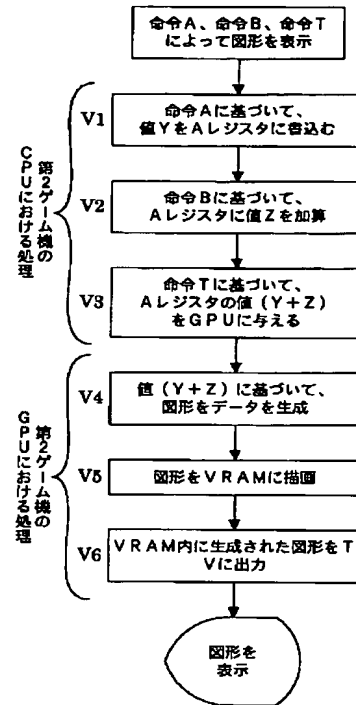 命令A、命令B、命令T
によって図形を表示
V1
命令Aに基づいて、
値YをAレジスタに書込む
V2
命令Bに基づいて、
Aレジスタに値Zを加算
V3
命令Tに基づいて、
Aレジスタの値(Y+Z)
をGPUに与える
第2ゲーム機の
CPUにおける処理
V4
値(Y+Z)に基づいて、
図形をデータを生成
V5
図形をVRAMに描画
V6
VRAM内に生成された図形をT
Vに出力
第2ゲーム機の
GPUにおける処理
図形を
表示